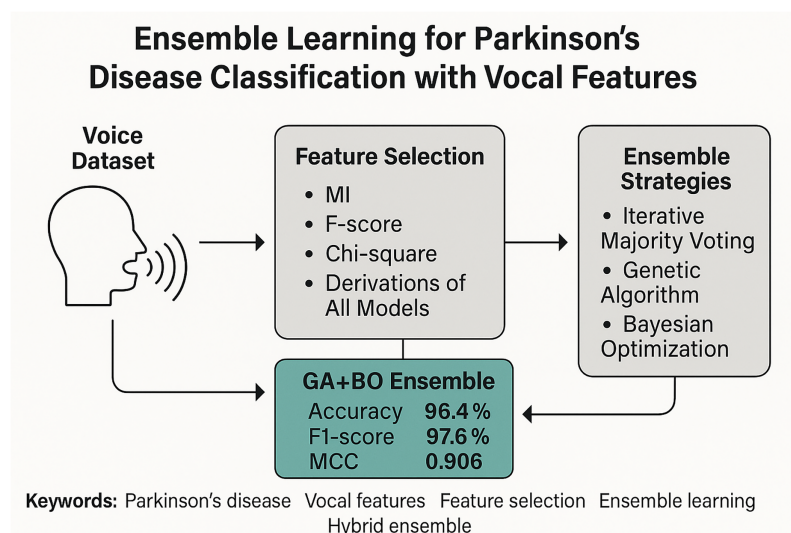 Ensemble Learning for Parkinson's
Disease Classification with Vocal Features
Voice
Dataset
Feature Selection
• MI
• F-score
• Chi-square
• Derivations of
All Models
Ensemble
Strategies
• Iterative
Majority Voting
• Genetic
Algorithm
• Bayesian
Optimization
GA+BO Ensemble
Accuracy 96.4 %
F1-score 97.6 %
MCC 0.906
Keywords: Parkinson's disease Vocal features Feature selection Ensemble learning
Hybrid ensemble